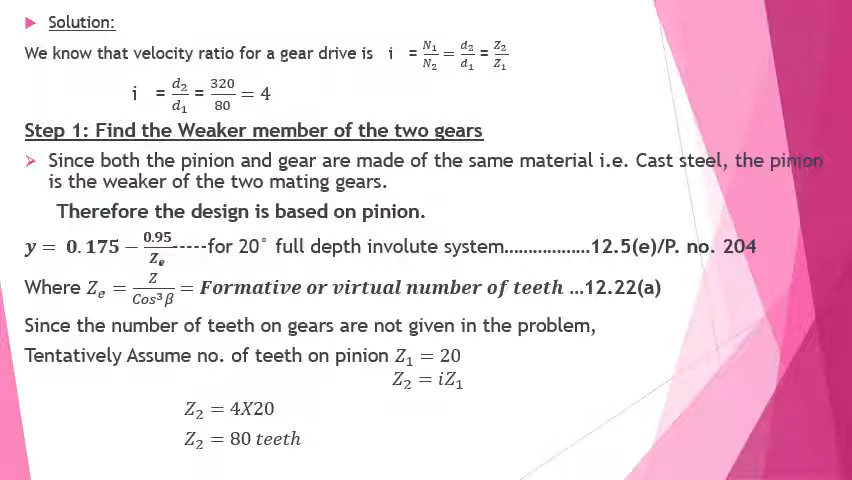 Solution:
We know that velocity ratio for a gear drive is i = N₁/N₂ = d₂/d₁ = Z₂/Z₁
i = d₂/d₁ = 320/80 = 4
Step 1: Find the Weaker member of the two gears
Since both the pinion and gear are made of the same material i.e. Cast steel, the pinion
is the weaker of the two mating gears.
Therefore the design is based on pinion.
y = 0.175 − 0.95/Zₑ -----for 20° full depth involute system..................12.5(e)/P. no. 204
Where Zₑ = Z/Cos³β = Formative or virtual number of teeth ...12.22(a)
Since the number of teeth on gears are not given in the problem,
Tentatively Assume no. of teeth on pinion Z₁ = 20
Z₂ = iZ₁
Z₂ = 4X20
Z₂ = 80 teeth